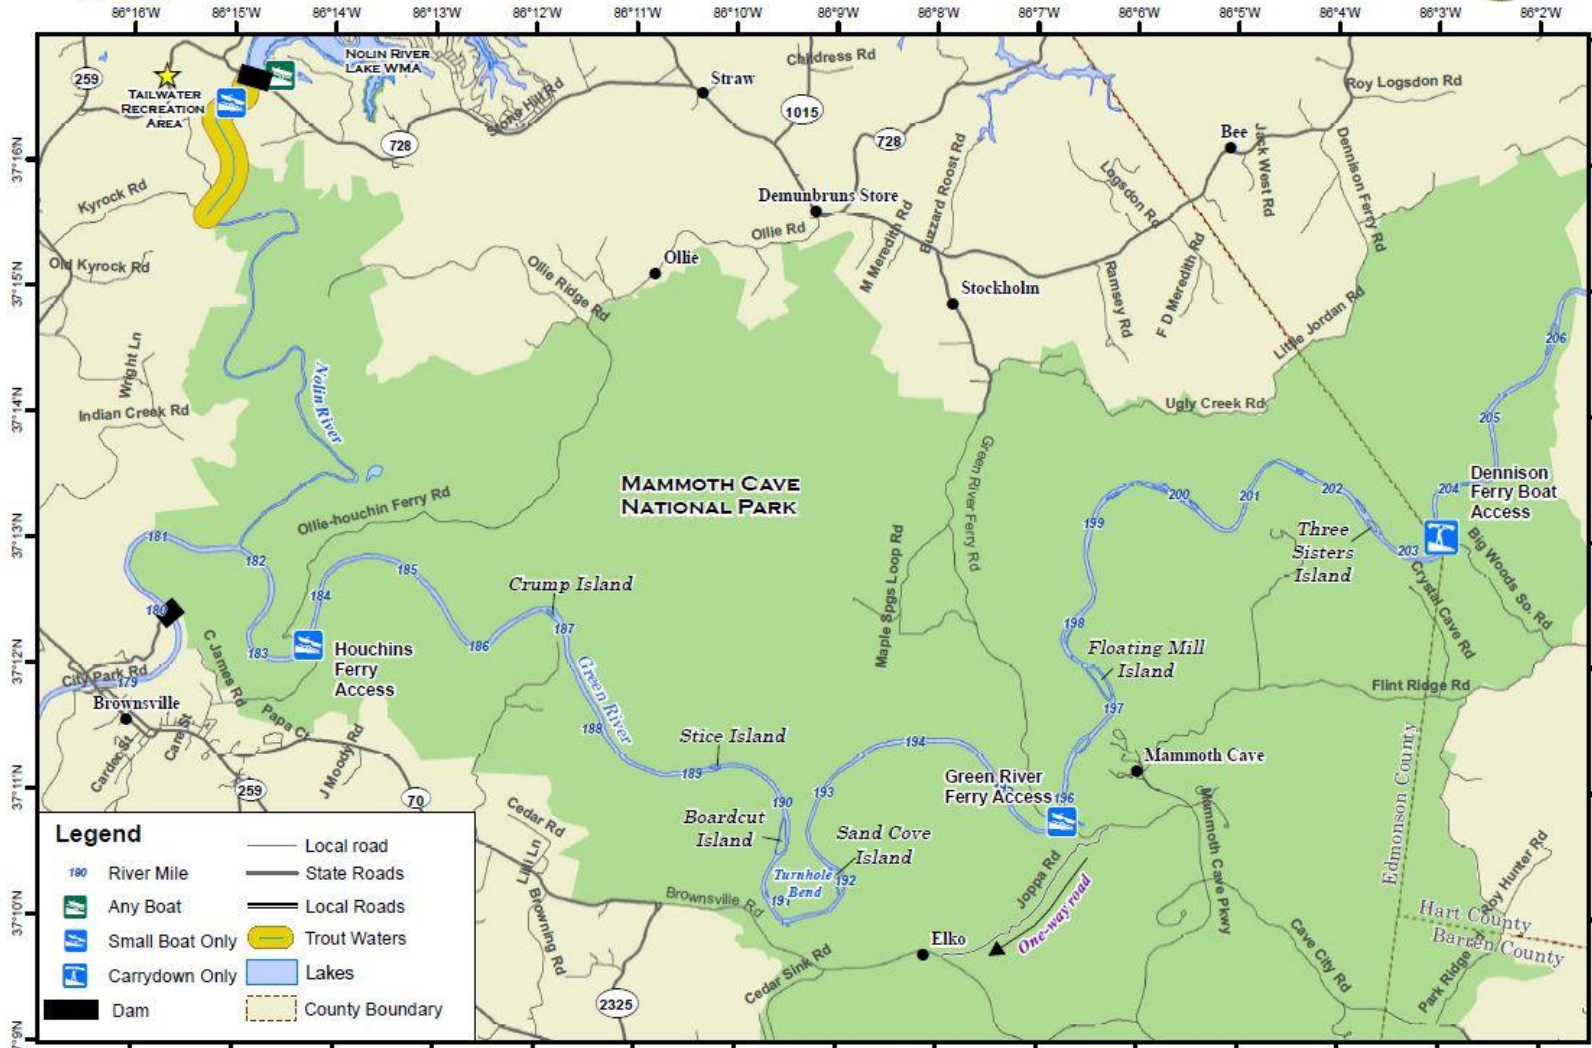 86°16'W
86°15'W
86°14'W
86°13'W
86°12'W
86°11'W
86°10'W
86°9'W
86°8'W
86°7'W
86°6'W
86°5'W
86°4'W
86°3'W
86°2'W
37°16'N
37°15'N
37°14'N
37°13'N
37°12'N
37°11'N
37°10'N
37°9'N
259
TAILWATER
RECREATION
AREA
NOLIN RIVER
LAKE WMA
Stone Hill Rd
728
Straw
Childress Rd
1015
728
Roy Logsdon Rd
Bee
Jack West Rd
Dennison Ferry Rd
Logsdon Rd
Buzzard Roost Rd
Demunbruns Store
M Meredith Rd
Ollie Rd
Kyrock Rd
Old Kyrock Rd
Ollie
Ollie Ridge Rd
Stockholm
Ramsey Rd
F D Meredith Rd
Little Jordan Rd
Wright Ln
Indian Creek Rd
Nolin River
Ugly Creek Rd
206
205
204
Dennison
Ferry Boat
Access
MAMMOTH CAVE
NATIONAL PARK
Green River Ferry Rd
Ollie-houchin Ferry Rd
199
200
201
202
203
Three
Sisters
Island
Big Woods So. Rd
Crystal Cave Rd
181
182
180
183
184
185
186
187
Crump Island
Maple Spgs Loop Rd
198
Floating Mill
Island
197
Flint Ridge Rd
Houchins
Ferry
Access
C James Rd
City Park Rd
179
Brownsville
Papa Ct
Care St
Carder St
J Moody Rd
259
70
Green River
188
Stice Island
189
190
194
193
Green River
Ferry Access
196
Mammoth Cave
Boardcut
Island
Sand Cove
Island
Turnhole
Bend
191
192
Edmonson County
Mammoth Cave Pkwy
Joppa Rd
One-way road
Cedar Rd
Lilli Ln
Browning Rd
Brownsville Rd
Elko
Cedar Sink Rd
2325
Cave City Rd
Roy Hunter Rd
Hart County
Barren County
Park Ridge Rd
Legend
190 River Mile
Any Boat
Small Boat Only
Carrydown Only
Dam
Local road
State Roads
Local Roads
Trout Waters
Lakes
County Boundary